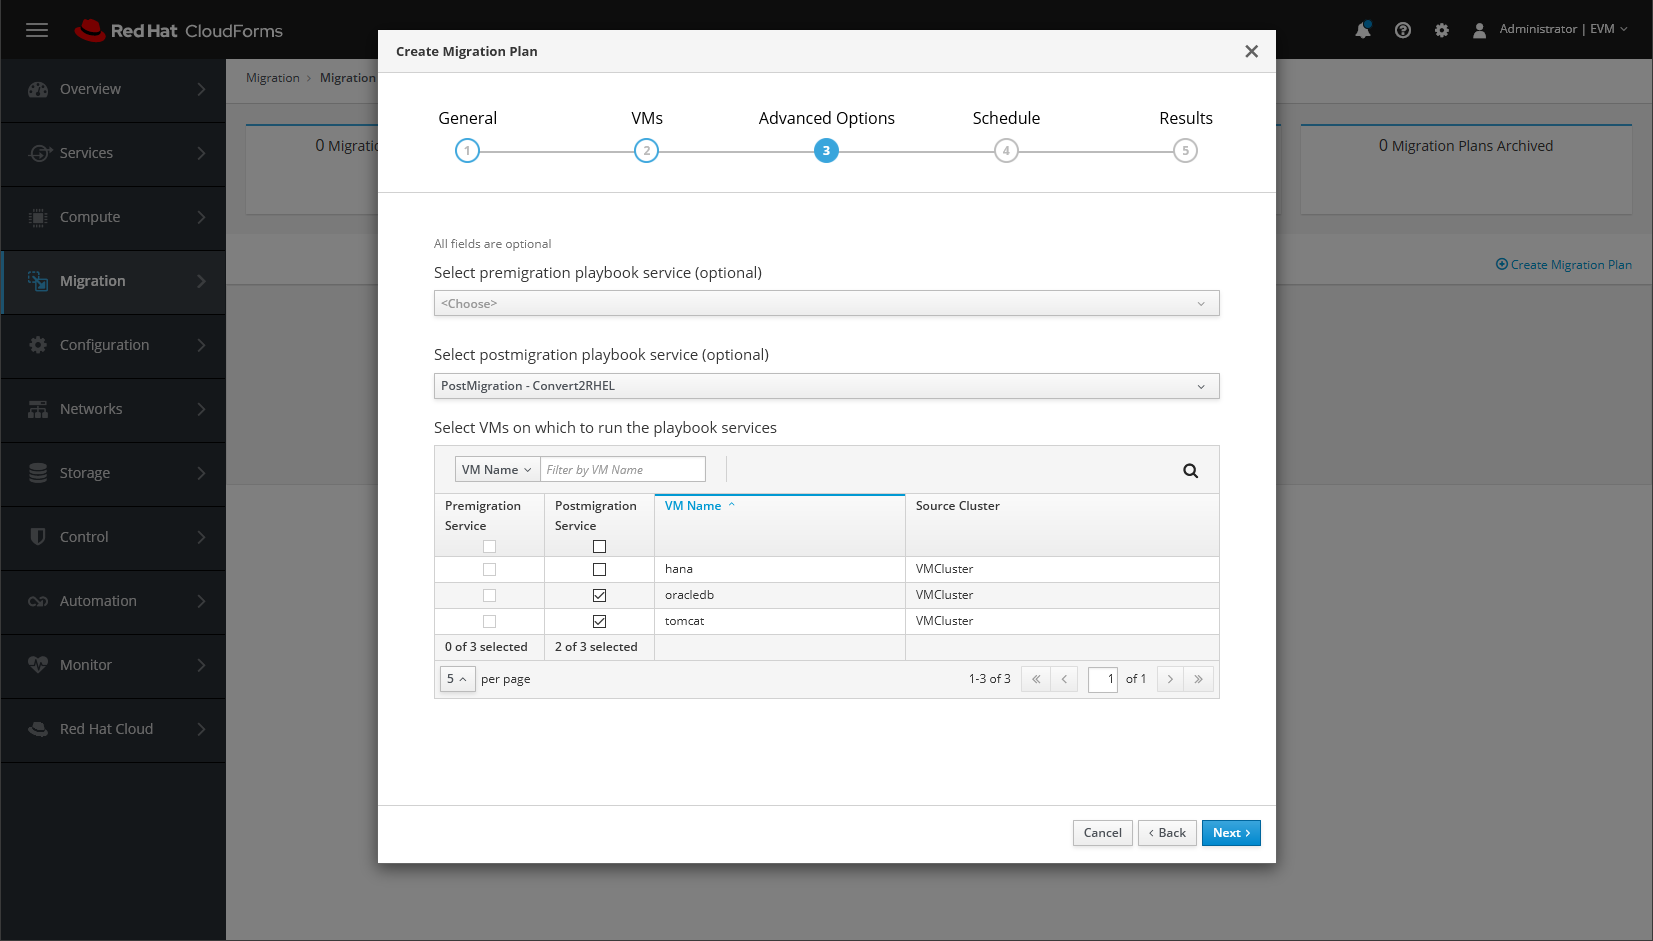 Red Hat CloudForms
Administrator | EVM
Overview
Services
Compute
Migration
Configuration
Networks
Storage
Control
Automation
Monitor
Red Hat Cloud
Migration > Migration
0 Migratio
0 Migration Plans Archived
Create Migration Plan
Create Migration Plan
General VMs Advanced Options Schedule Results
1 2 3 4 5
All fields are optional
Select premigration playbook service (optional)
<Choose>
Select postmigration playbook service (optional)
PostMigration - Convert2RHEL
Select VMs on which to run the playbook services
VM Name Filter by VM Name
Premigration Service Postmigration Service VM Name Source Cluster
hana VMCluster
oracledb VMCluster
tomcat VMCluster
0 of 3 selected 2 of 3 selected
5 per page 1-3 of 3 « < 1 of 1 > »
Cancel < Back Next >